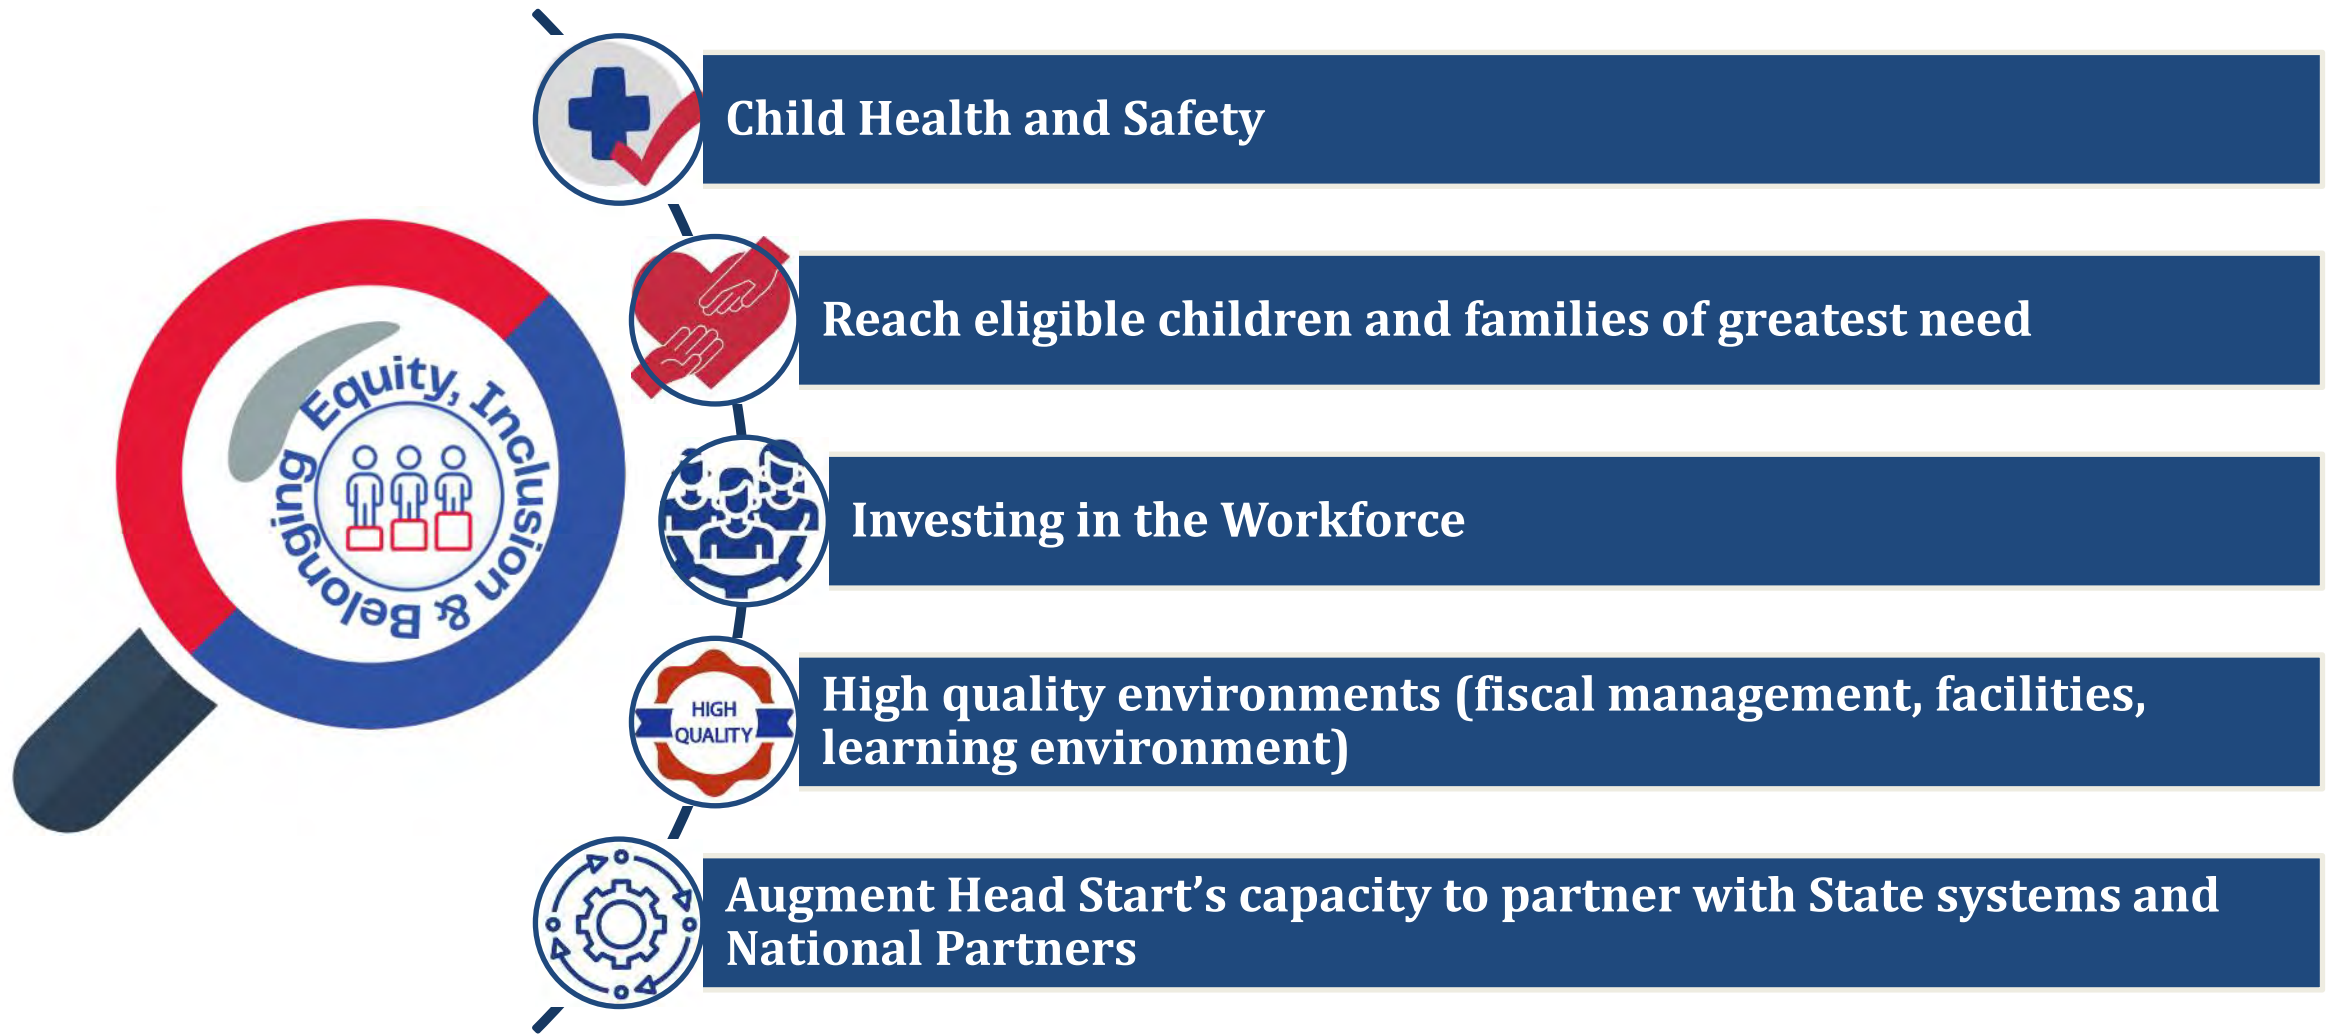 Equity, Inclusion & Belonging
Child Health and Safety
Reach eligible children and families of greatest need
Investing in the Workforce
HIGH
QUALITY
High quality environments (fiscal management, facilities,
learning environment)
Augment Head Start’s capacity to partner with State systems and
National Partners